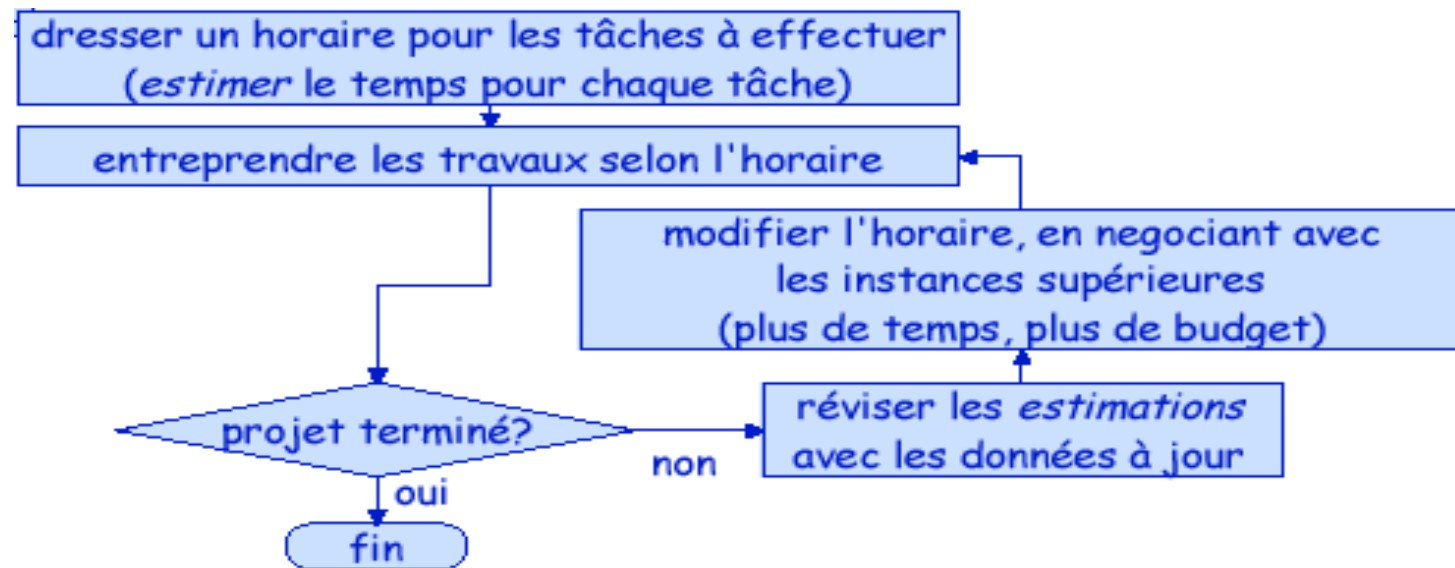 dresser un horaire pour les tâches à effectuer
(estimer le temps pour chaque tâche)
entreprendre les travaux selon l'horaire
modifier l'horaire, en negociant avec
les instances supérieures
(plus de temps, plus de budget)
projet terminé?
non
réviser les estimations
avec les données à jour
oui
fin